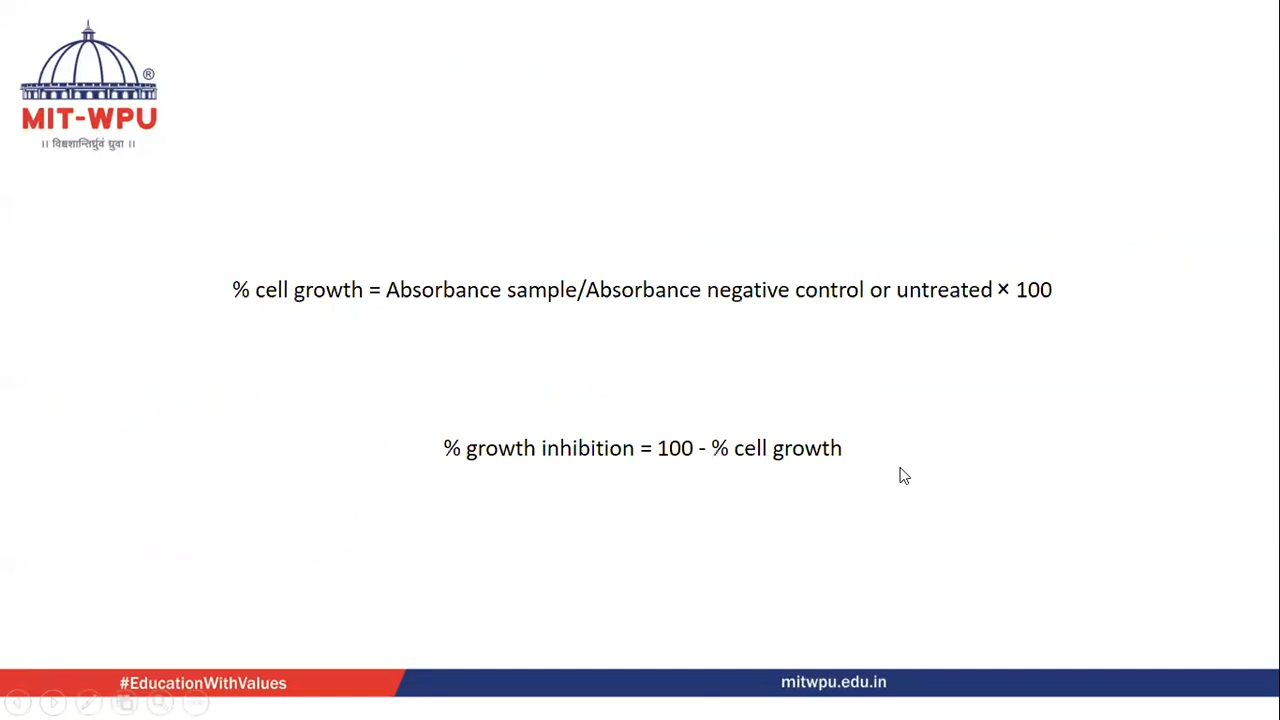 ®
MIT-WPU
।। विश्वशान्तिर्ध्रुवं ध्रुवा ।।
% cell growth = Absorbance sample/Absorbance negative control or untreated × 100
% growth inhibition = 100 - % cell growth
#EducationWithValues
mitwpu.edu.in